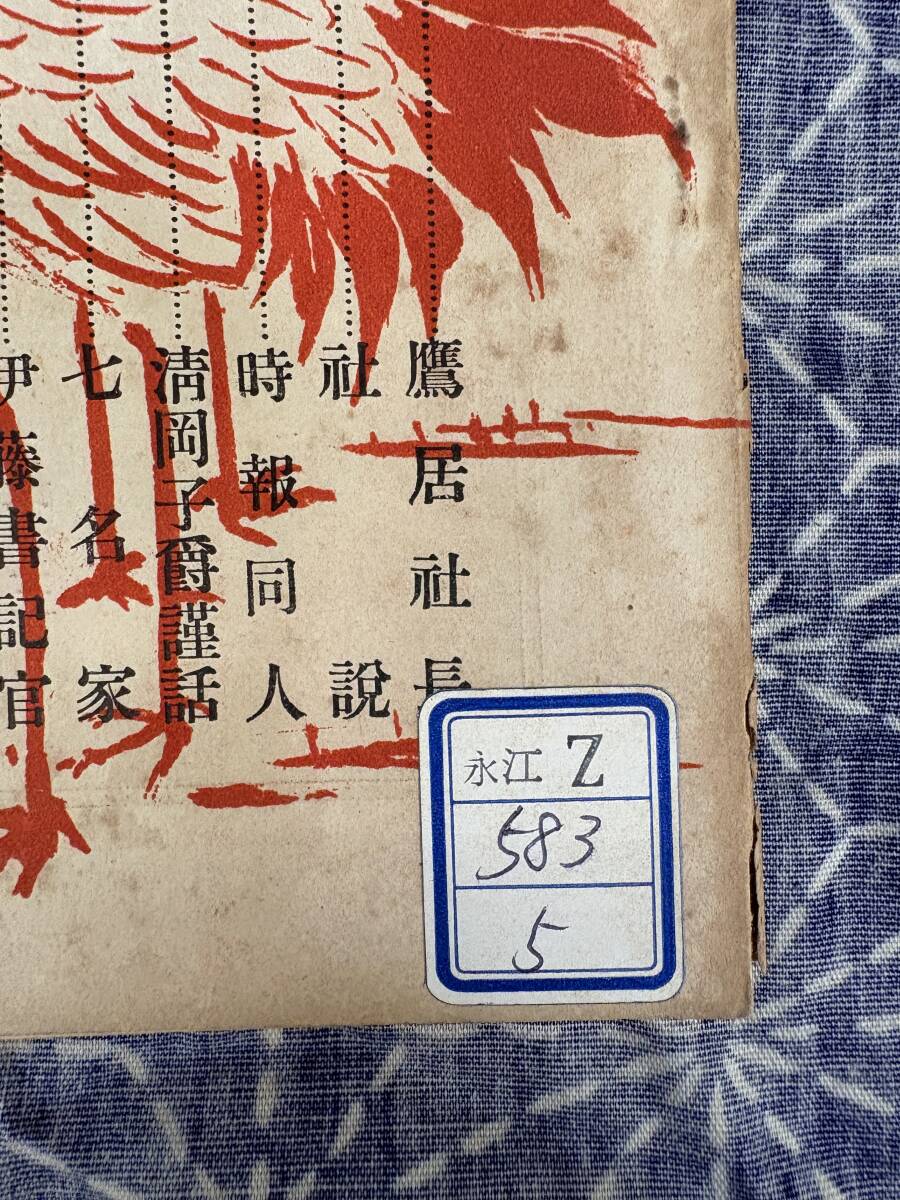 鷹居社長
社説
時報同人
清岡子爵謹話
七名家
伊藤書記官
永江 Z
583
5